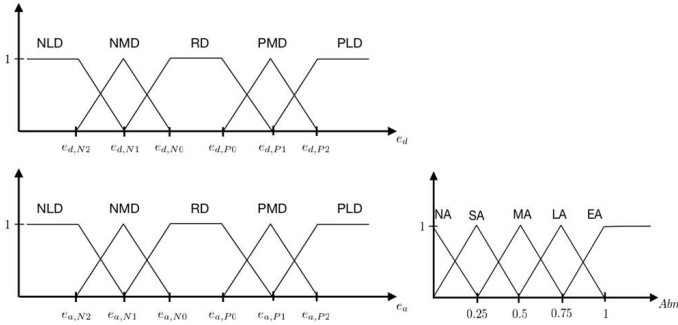 NLD NMD RD PMD PLD
1
e_{d,N2} e_{d,N1} e_{d,N0} e_{d,P0} e_{d,P1} e_{d,P2} e_d
NLD NMD RD PMD PLD
1
e_{a,N2} e_{a,N1} e_{a,N0} e_{a,P0} e_{a,P1} e_{a,P2} e_a
NA SA MA LA EA
1
0.25 0.5 0.75 1 Abn